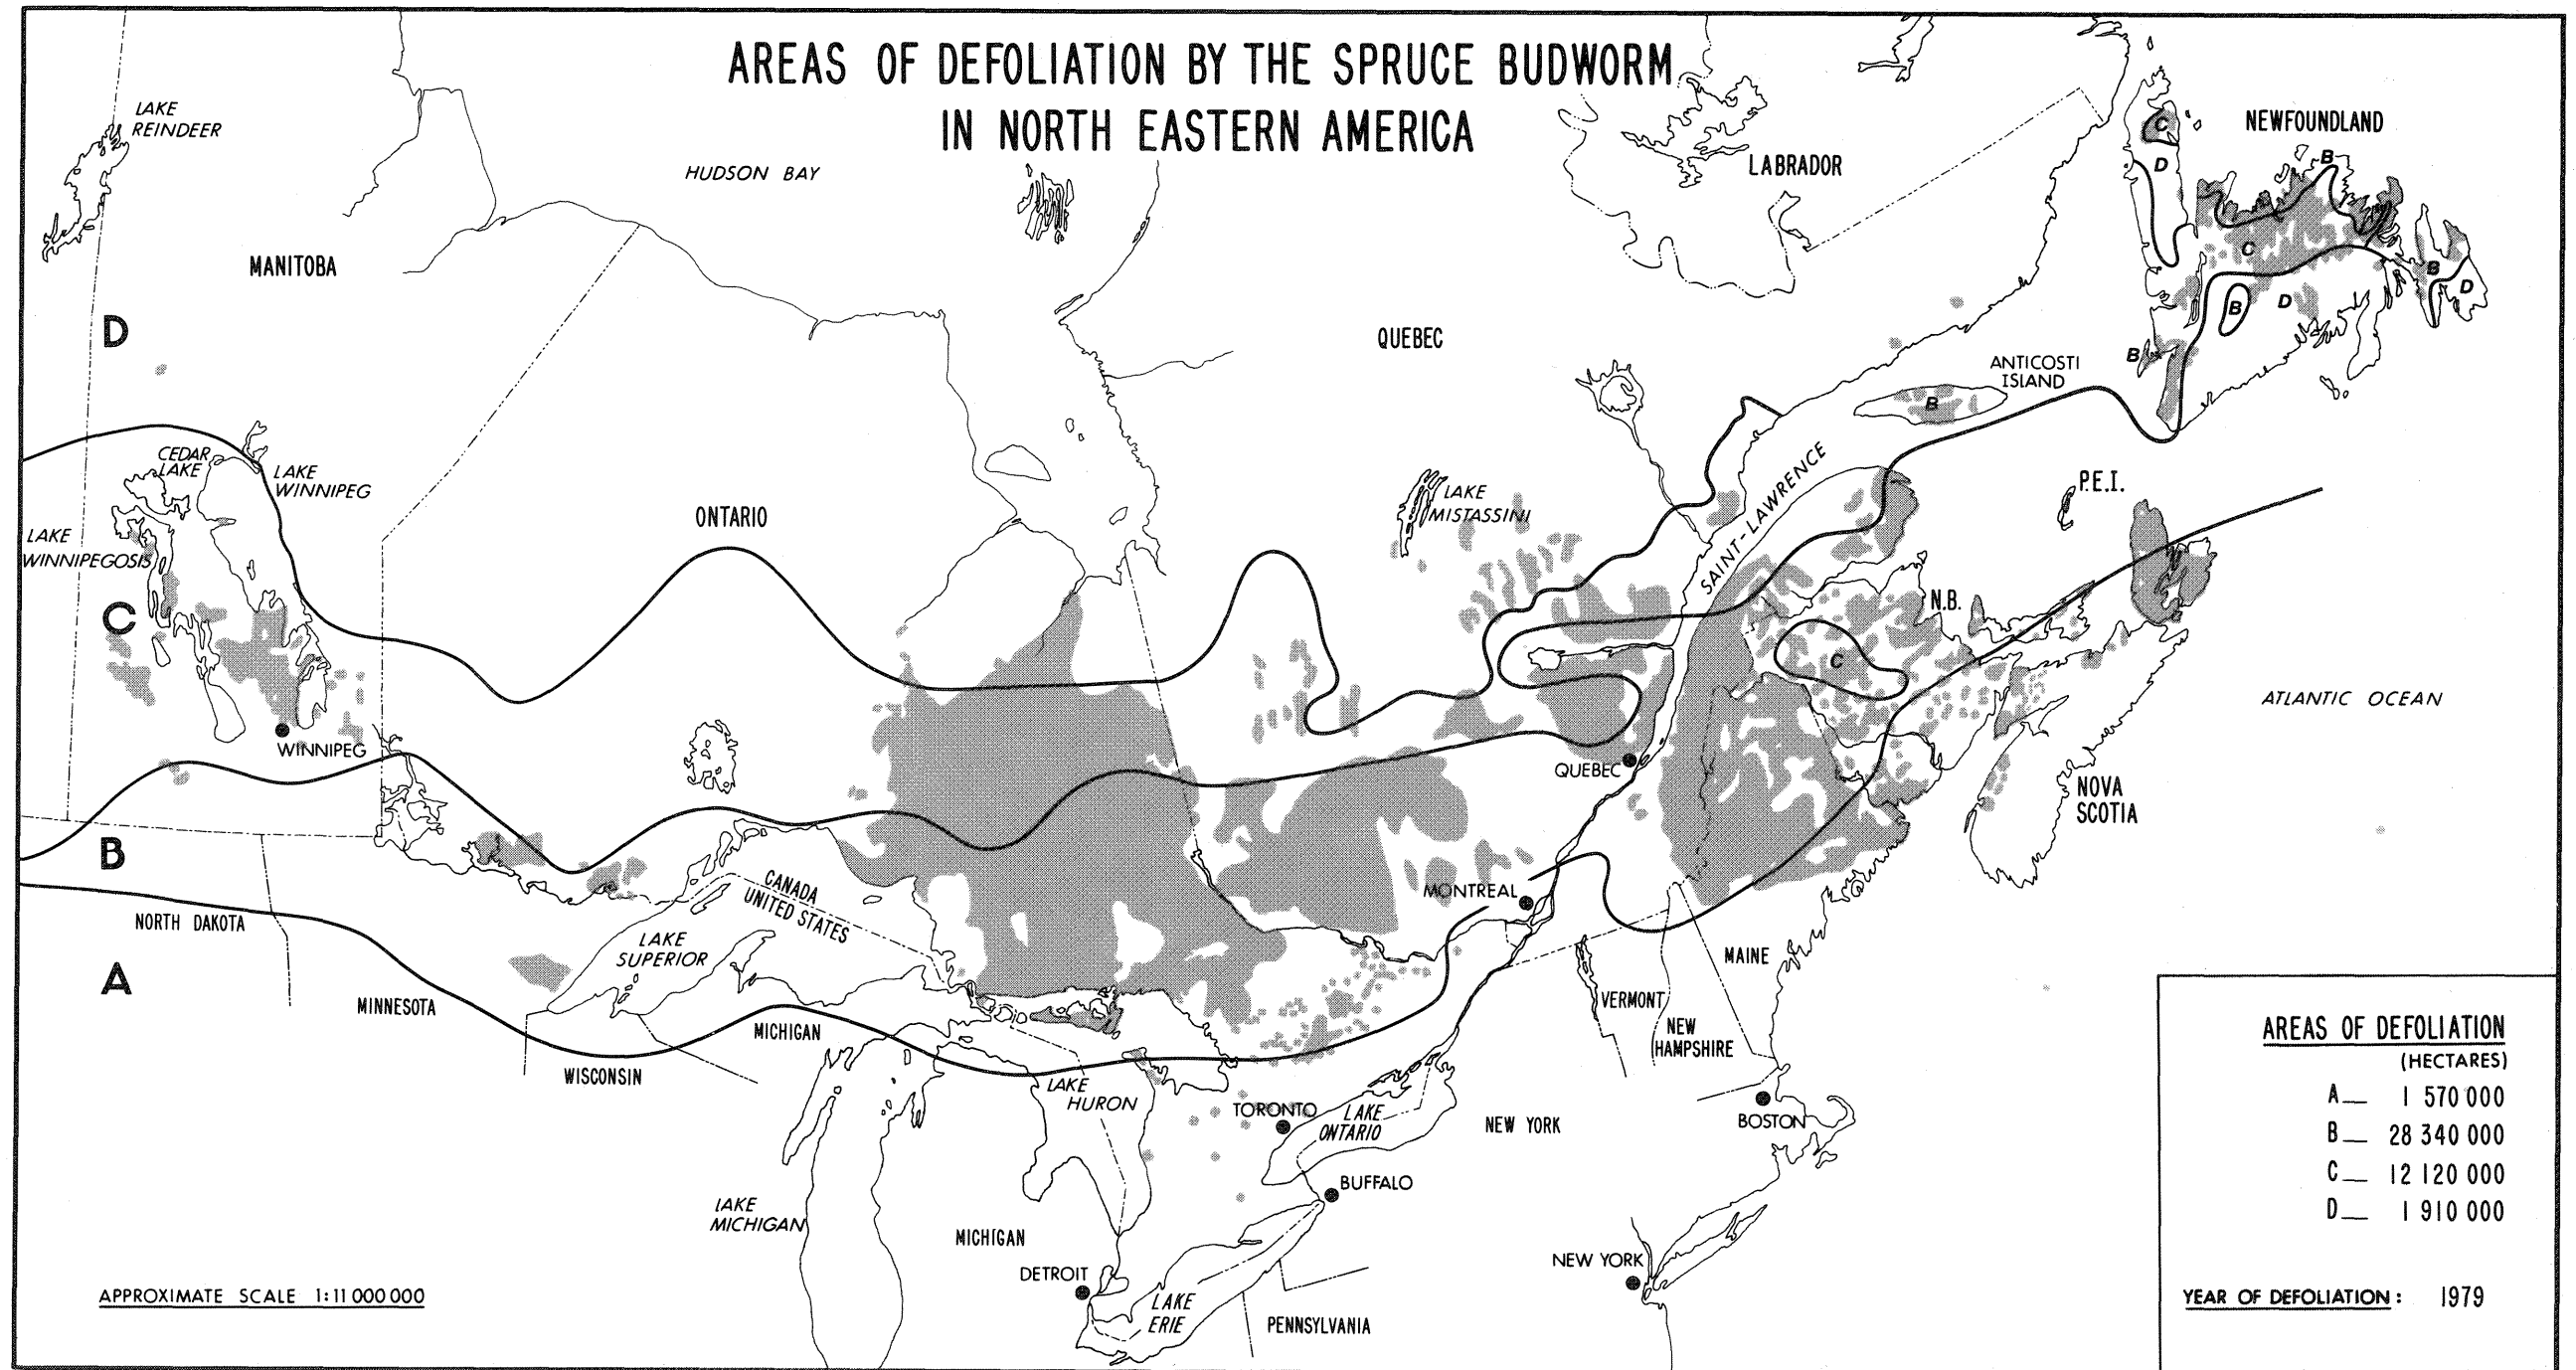 AREAS OF DEFOLIATION BY THE SPRUCE BUDWORM
IN NORTH EASTERN AMERICA
LAKE
REINDEER
HUDSON BAY
MANITOBA
LABRADOR
NEWFOUNDLAND
C
D
B
C
B
D
B
D
B
D
QUEBEC
ANTICOSTI
ISLAND
B
CEDAR
LAKE
LAKE
WINNIPEG
LAKE
WINNIPEGOSIS
ONTARIO
LAKE
MISTASSINI
SAINT-LAWRENCE
P.E.I.
N.B.
C
C
ATLANTIC OCEAN
WINNIPEG
QUEBEC
NOVA
SCOTIA
B
MONTREAL
CANADA
UNITED STATES
NORTH DAKOTA
LAKE
SUPERIOR
A
MINNESOTA
MICHIGAN
WISCONSIN
MAINE
VERMONT
NEW
HAMPSHIRE
LAKE
HURON
TORONTO
LAKE
ONTARIO
NEW YORK
BOSTON
BUFFALO
LAKE
MICHIGAN
MICHIGAN
DETROIT
LAKE
ERIE
PENNSYLVANIA
NEW YORK
APPROXIMATE SCALE 1:11 000 000
AREAS OF DEFOLIATION
(HECTARES)
A__ 1 570 000
B__ 28 340 000
C__ 12 120 000
D__ 1 910 000
YEAR OF DEFOLIATION: 1979